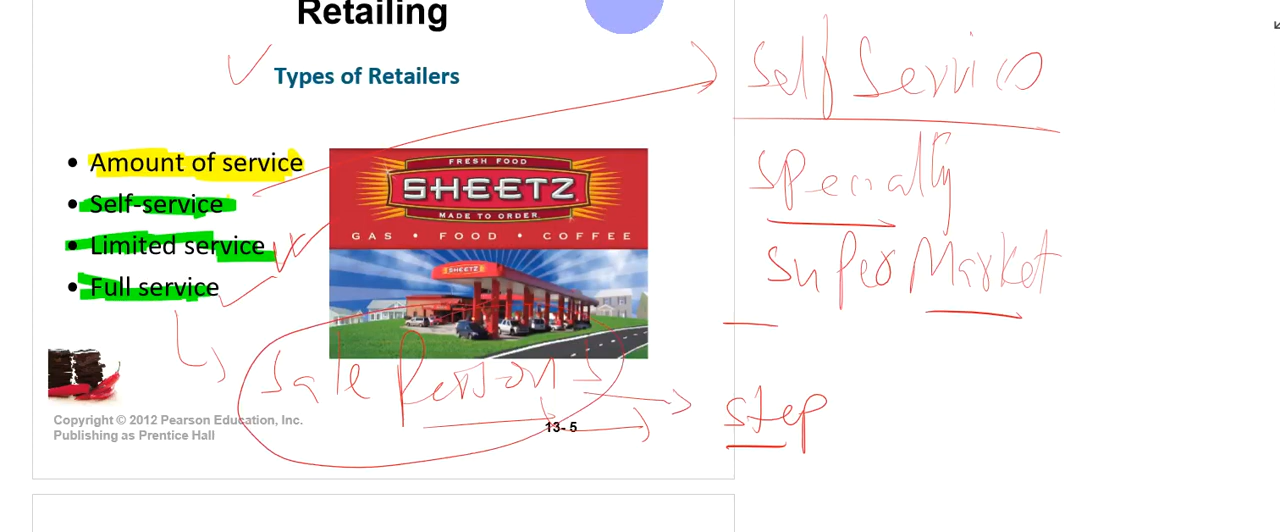 Retailing
Types of Retailers
• Amount of service
• Self-service
• Limited service
• Full service
FRESH FOOD
SHEETZ
MADE TO ORDER
GAS • FOOD • COFFEE
SHEETZ
Sale Persons
Copyright © 2012 Pearson Education, Inc.
Publishing as Prentice Hall
13- 5
Self Service
Specialty
Super Market
Step